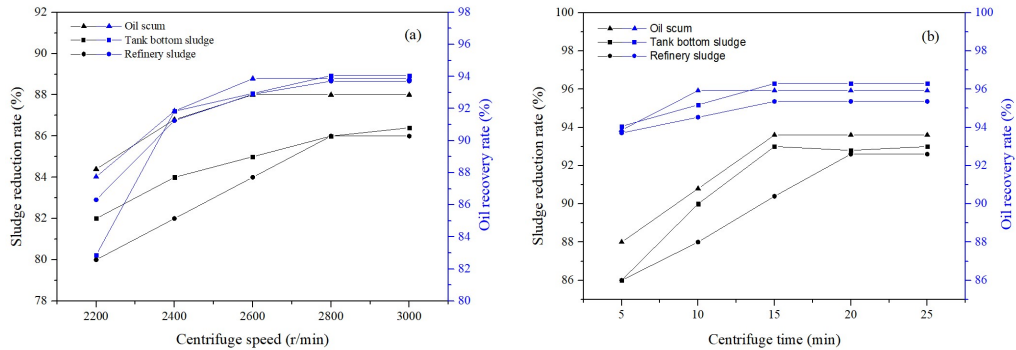 92
90
88
86
84
82
80
78
Sludge reduction rate (%)
Oil scum
Tank bottom sludge
Refinery sludge
(a)
98
96
94
92
90
88
86
84
82
80
Oil recovery rate (%)
2200 2400 2600 2800 3000
Centrifuge speed (r/min)
100
98
96
94
92
90
88
86
Sludge reduction rate (%)
Oil scum
Tank bottom sludge
Refinery sludge
(b)
100
98
96
94
92
90
88
86
Oil recovery rate (%)
5 10 15 20 25
Centrifuge time (min)